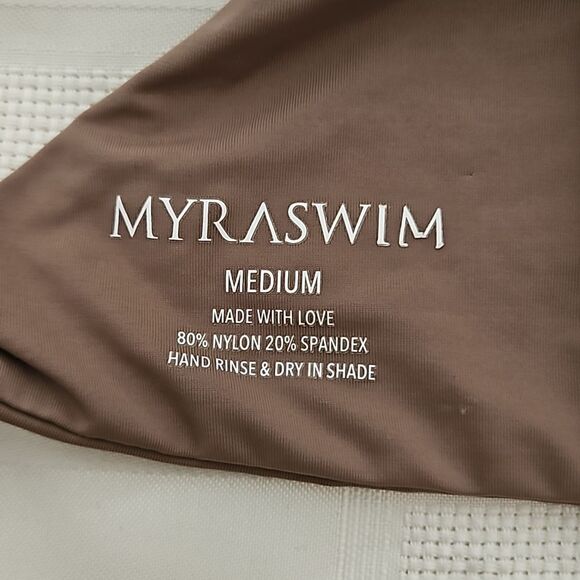 MYRASWIM
MEDIUM
MADE WITH LOVE
80% NYLON 20% SPANDEX
HAND RINSE & DRY IN SHADE